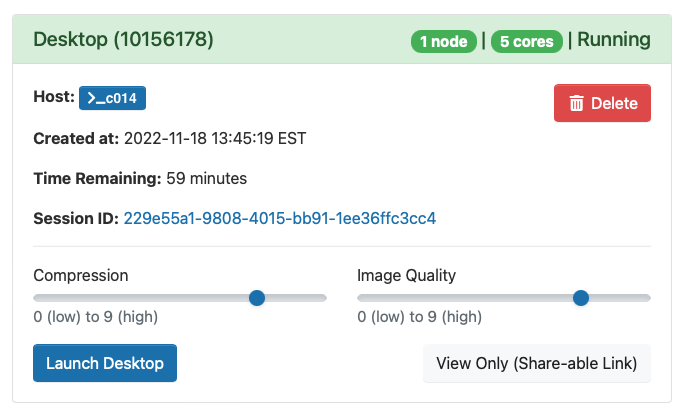 Desktop (10156178) 1 node | 5 cores | Running
Host: >_c014
Delete
Created at: 2022-11-18 13:45:19 EST
Time Remaining: 59 minutes
Session ID: 229e55a1-9808-4015-bb91-1ee36ffc3cc4
Compression
0 (low) to 9 (high)
Image Quality
0 (low) to 9 (high)
Launch Desktop
View Only (Share-able Link)